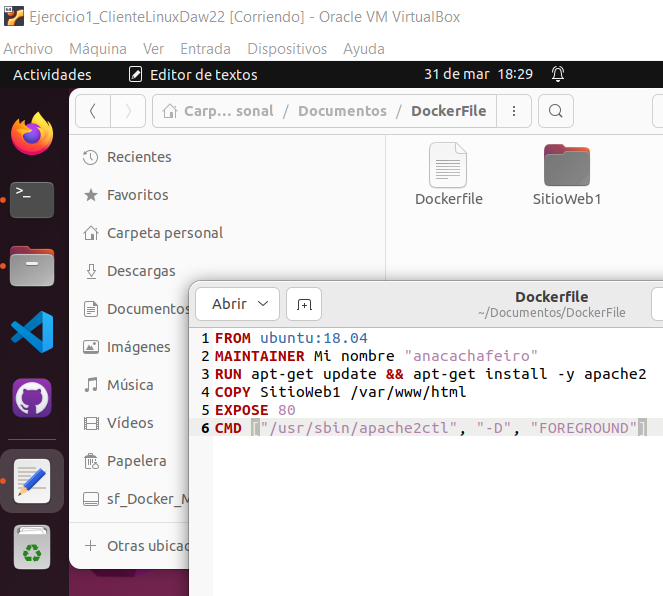 Ejercicio1_ClienteLinuxDaw22 [Corriendo] - Oracle VM VirtualBox
Archivo Máquina Ver Entrada Dispositivos Ayuda
Actividades Editor de textos 31 de mar 18:29
Carp... sonal / Documentos / DockerFile
Recientes
Favoritos
Carpeta personal
Descargas
Documentos
Imágenes
Música
Vídeos
Papelera
sf_Docker_M
Otras ubicac
Dockerfile
SitioWeb1
Abrir
Dockerfile
~/Documentos/DockerFile
1 FROM ubuntu:18.04
2 MAINTAINER Mi nombre "anacachafeiro"
3 RUN apt-get update && apt-get install -y apache2
4 COPY SitioWeb1 /var/www/html
5 EXPOSE 80
6 CMD ["/usr/sbin/apache2ctl", "-D", "FOREGROUND"]